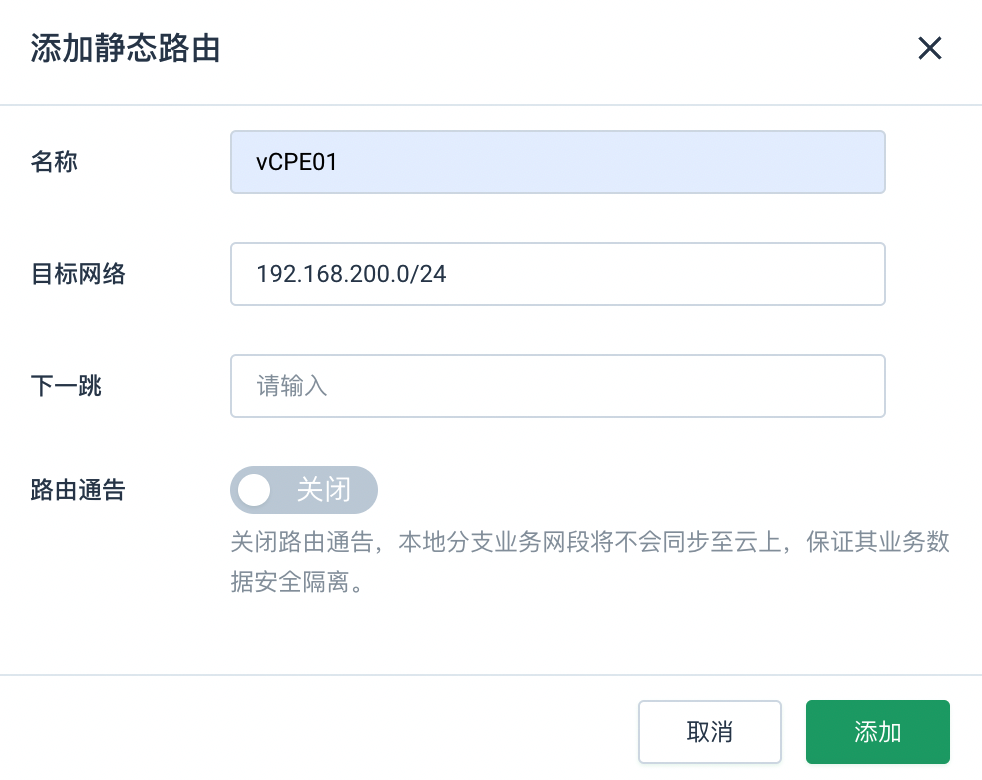 添加静态路由
名称
vCPE01
目标网络
192.168.200.0/24
下一跳
请输入
路由通告
关闭
关闭路由通告，本地分支业务网段将不会同步至云上，保证其业务数
据安全隔离。
取消
添加